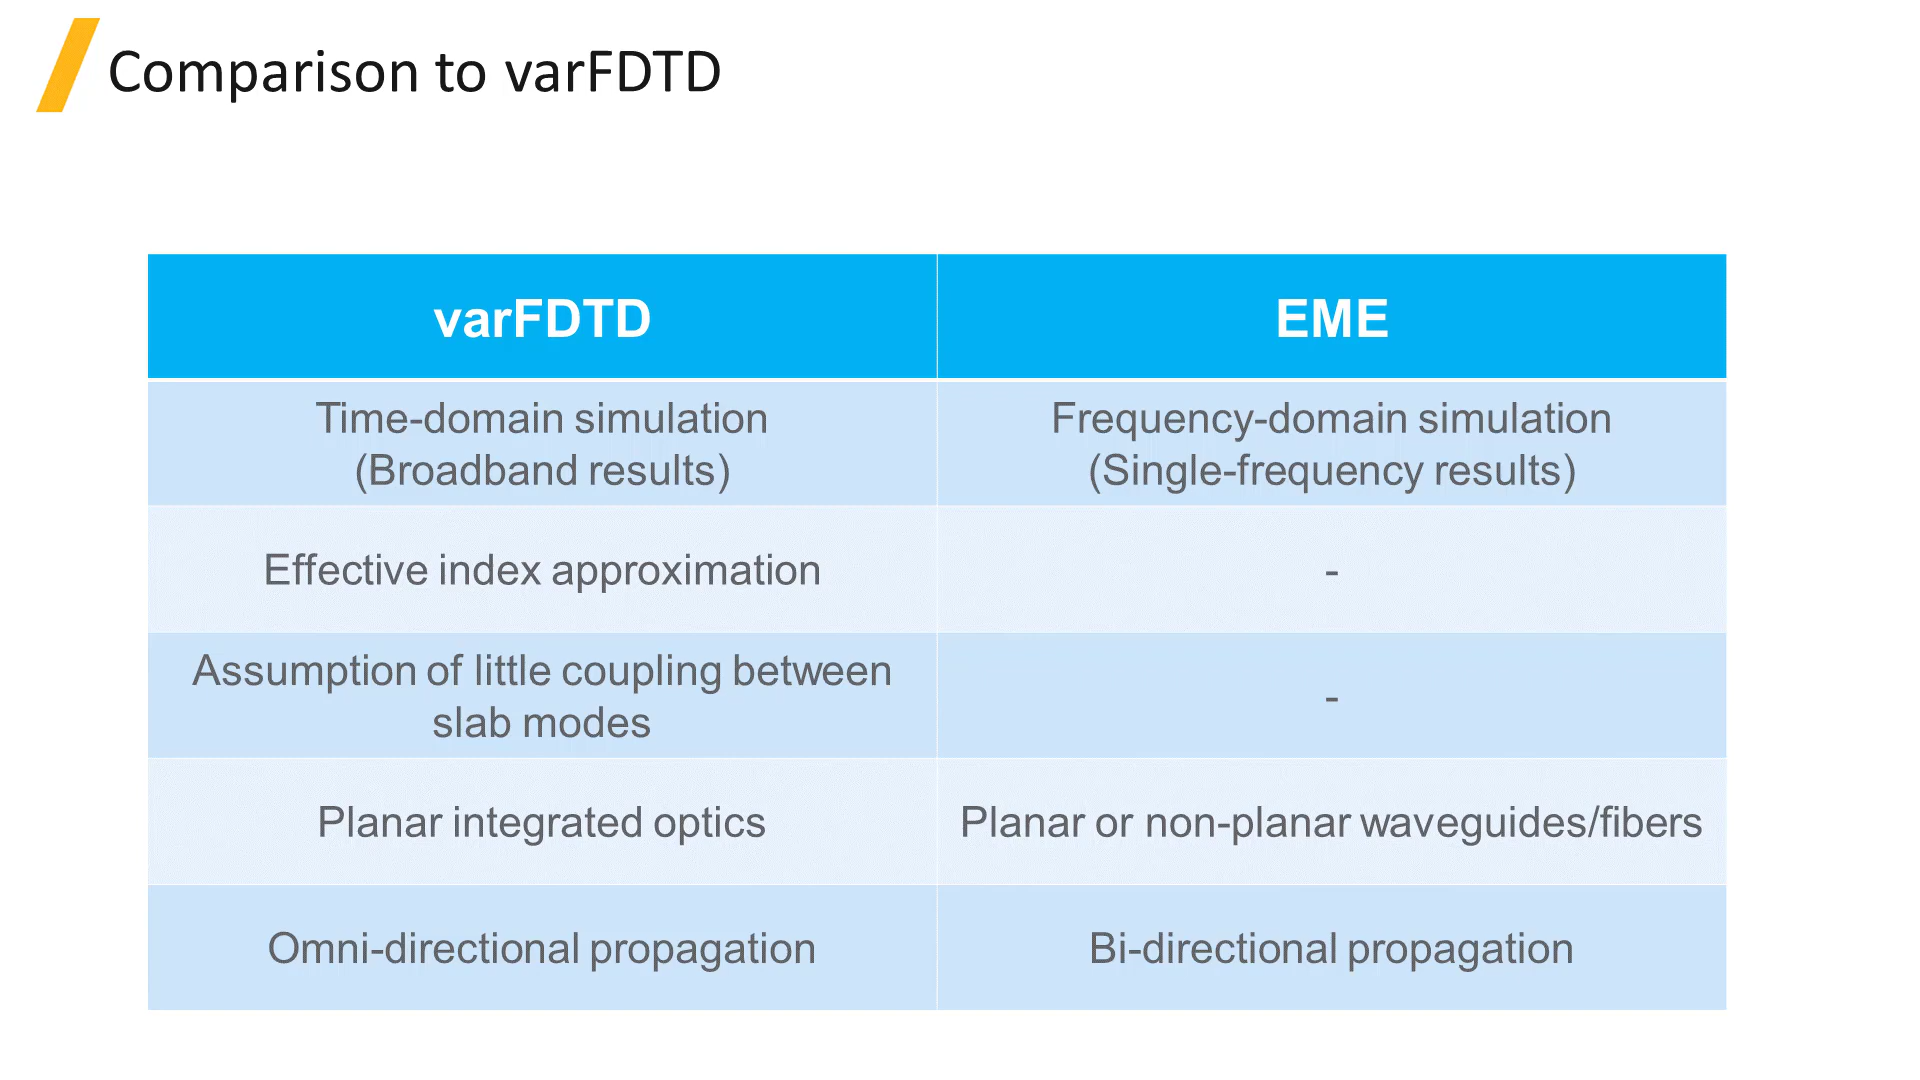 Comparison to varFDTD
varFDTD
EME
Time-domain simulation
(Broadband results)
Frequency-domain simulation
(Single-frequency results)
Effective index approximation
-
Assumption of little coupling between
slab modes
-
Planar integrated optics
Planar or non-planar waveguides/fibers
Omni-directional propagation
Bi-directional propagation